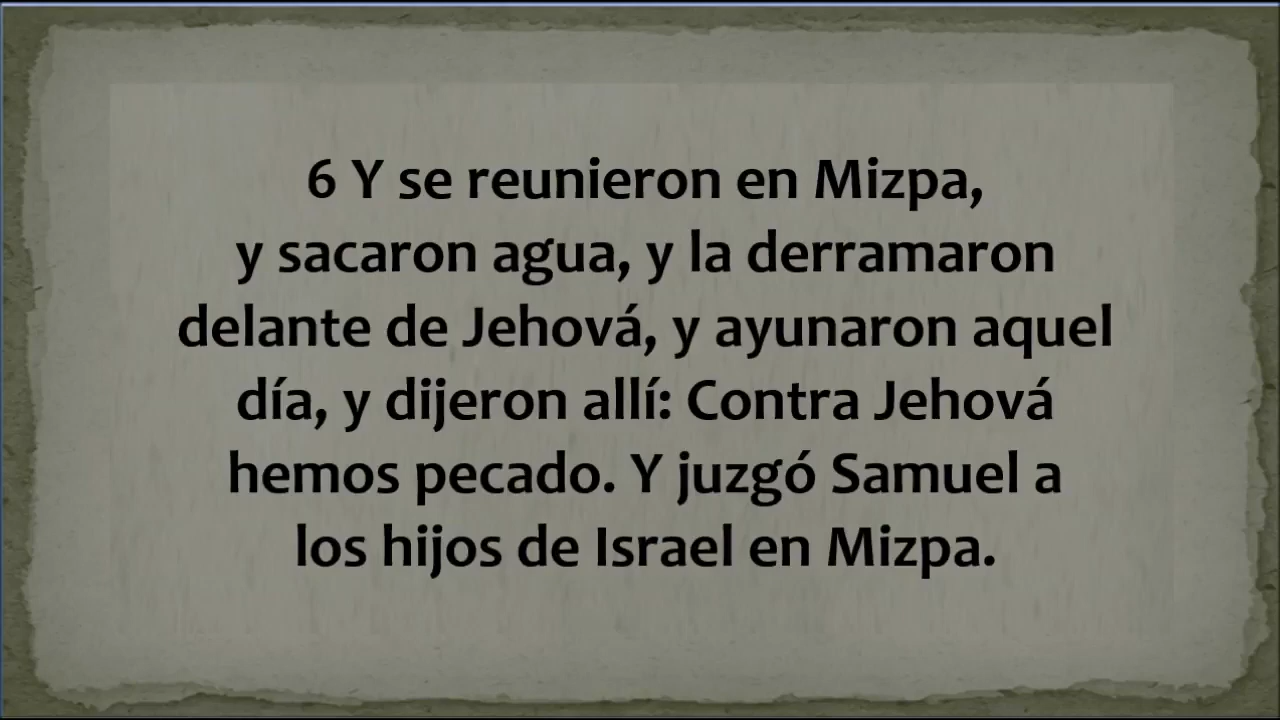 6 Y se reunieron en Mizpa,
y sacaron agua, y la derramaron
delante de Jehová, y ayunaron aquel
día, y dijeron allí: Contra Jehová
hemos pecado. Y juzgó Samuel a
los hijos de Israel en Mizpa.